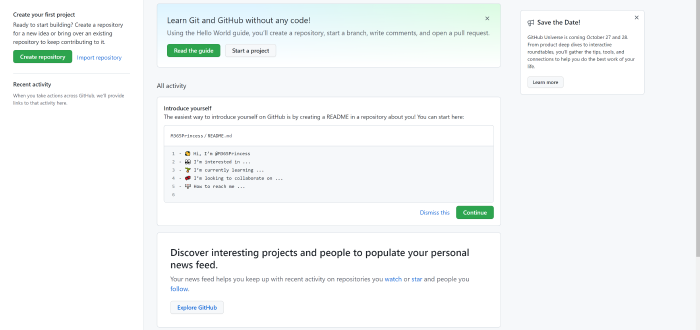 Create your first project
Ready to start building? Create a repository
for a new idea or bring over an existing
repository to keep contributing to it.
Create repository
Import repository
Recent activity
When you take actions across GitHub, we'll provide
links to that activity here.
Learn Git and GitHub without any code!
Using the Hello World guide, you'll create a repository, start a branch, write comments, and open a pull request.
Read the guide
Start a project
All activity
Introduce yourself
The easiest way to introduce yourself on GitHub is by creating a README in a repository about you! You can start here:
M365Princess / README.md
1 - 👋 Hi, I'm @M365Princess
2 - 👀 I'm interested in ...
3 - 🌱 I'm currently learning ...
4 - 💞️ I'm looking to collaborate on ...
5 - 📫 How to reach me ...
6
Dismiss this
Continue
Discover interesting projects and people to populate your personal
news feed.
Your news feed helps you keep up with recent activity on repositories you watch or star and people you
follow.
Explore GitHub
Save the Date!
GitHub Universe is coming October 27 and 28.
From product deep dives to interactive
roundtables, you'll gather the tips, tools, and
connections to help you do the best work of your
life.
Learn more